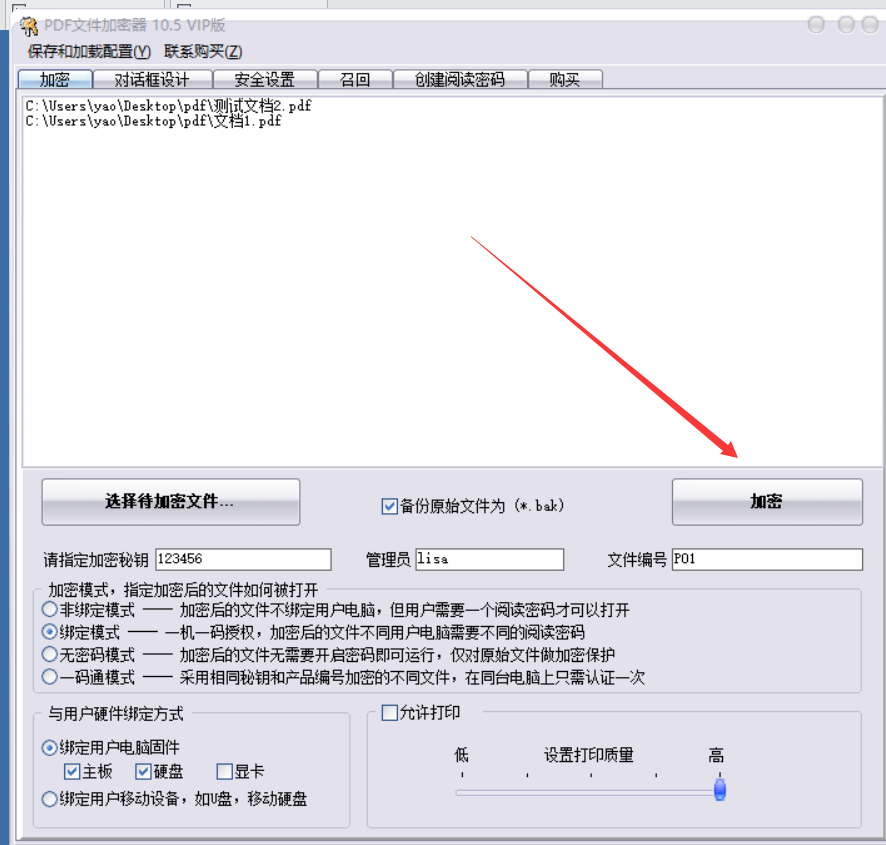 PDF文件加密器 10.5 VIP版
保存和加载配置(Y) 联系购买(Z)
加密 对话框设计 安全设置 召回 创建阅读密码 购买
C:\Users\yao\Desktop\pdf\测试文档2.pdf
C:\Users\yao\Desktop\pdf\文档1.pdf
选择待加密文件... 备份原始文件为 (*.bak) 加密
请指定加密秘钥 123456 管理员 lisa 文件编号 P01
加密模式，指定加密后的文件如何被打开
非绑定模式 —— 加密后的文件不绑定用户电脑，但用户需要一个阅读密码才可以打开
绑定模式 —— 一机一码授权，加密后的文件不同用户电脑需要不同的阅读密码
无密码模式 —— 加密后的文件无需要开启密码即可运行，仅对原始文件做加密保护
一码通模式 —— 采用相同秘钥和产品编号加密的不同文件，在同台电脑上只需认证一次
与用户硬件绑定方式
绑定用户电脑固件
主板 硬盘 显卡
绑定用户移动设备，如U盘，移动硬盘
允许打印
低 设置打印质量 高